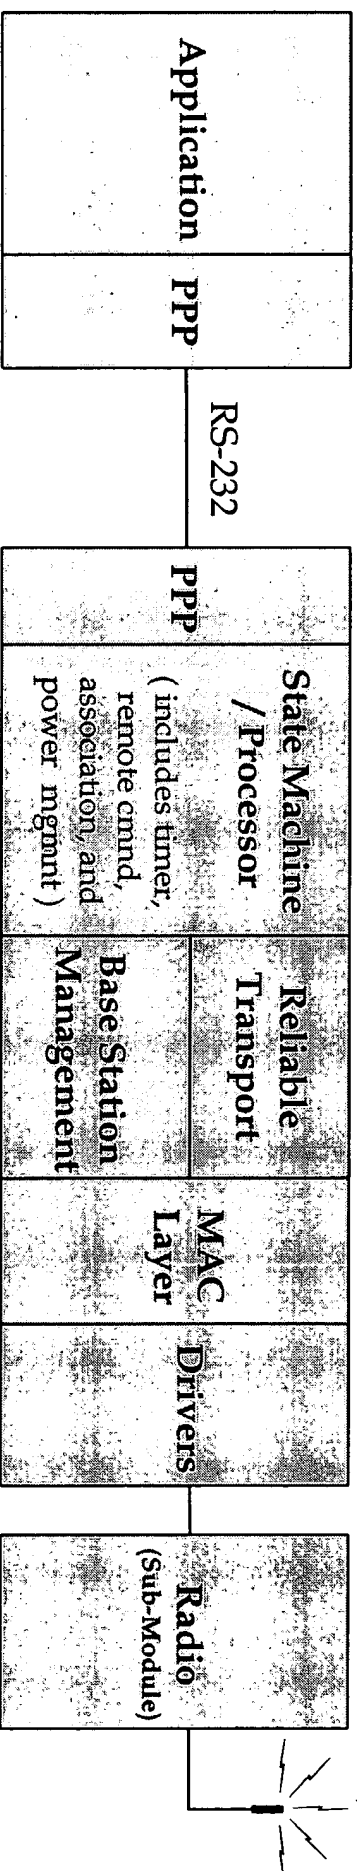 Application
PPP
RS-232
PPP
State Machine
/ Processor
( includes timer,
remote cmnd,
association, and
power mgmnt )
Reliable
Transport
Base Station
Management
MAC
Layer
Drivers
Radio
(Sub-Module)